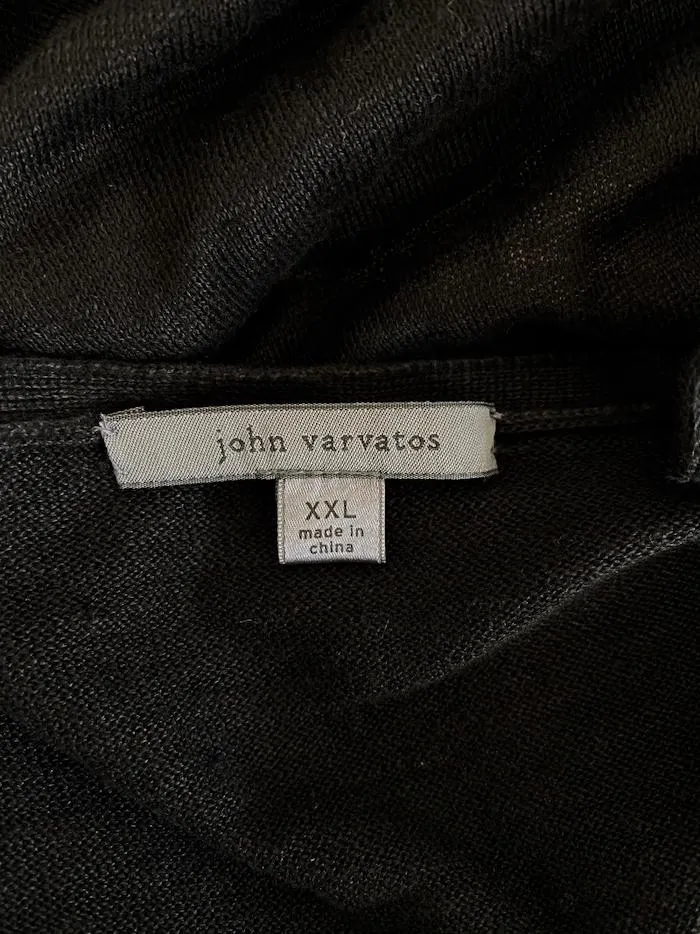 john varvatos
XXL
made in
china